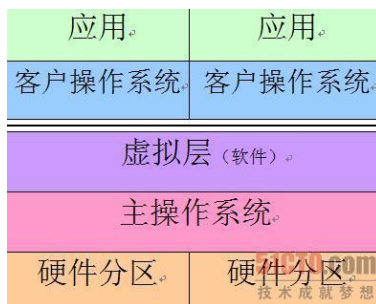 应用 应用
客户操作系统 客户操作系统
虚拟层（软件）
主操作系统
硬件分区 硬件分区
51CTO.com
技术成就梦想